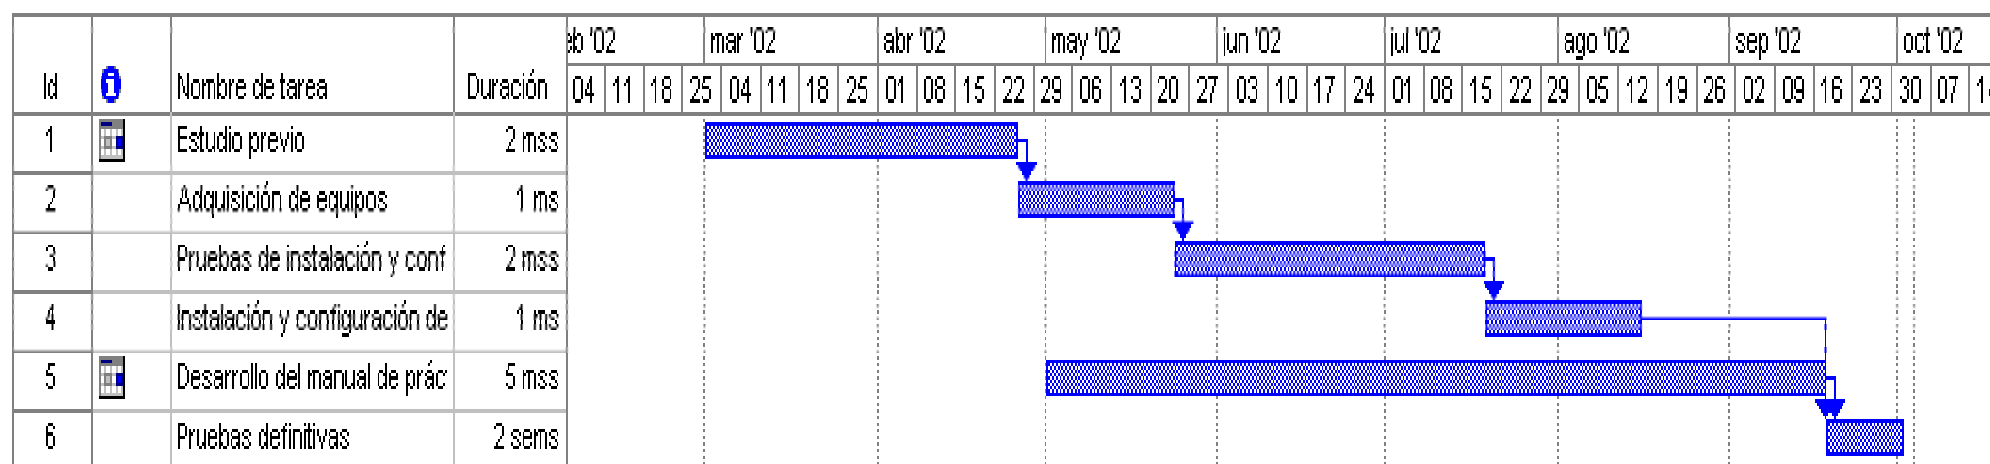 eb '02 mar '02 abr '02 may '02 jun '02 jul '02 ago '02 sep '02 oct '02
Id Nombre de tarea Duración 04 11 18 25 04 11 18 25 01 08 15 22 29 06 13 20 27 03 10 17 24 01 08 15 22 29 05 12 19 26 02 09 16 23 30 07 14
1 Estudio previo 2 mss
2 Adquisición de equipos 1 ms
3 Pruebas de instalación y conf 2 mss
4 Instalación y configuración de 1 ms
5 Desarrollo del manual de prác 5 mss
6 Pruebas definitivas 2 sems